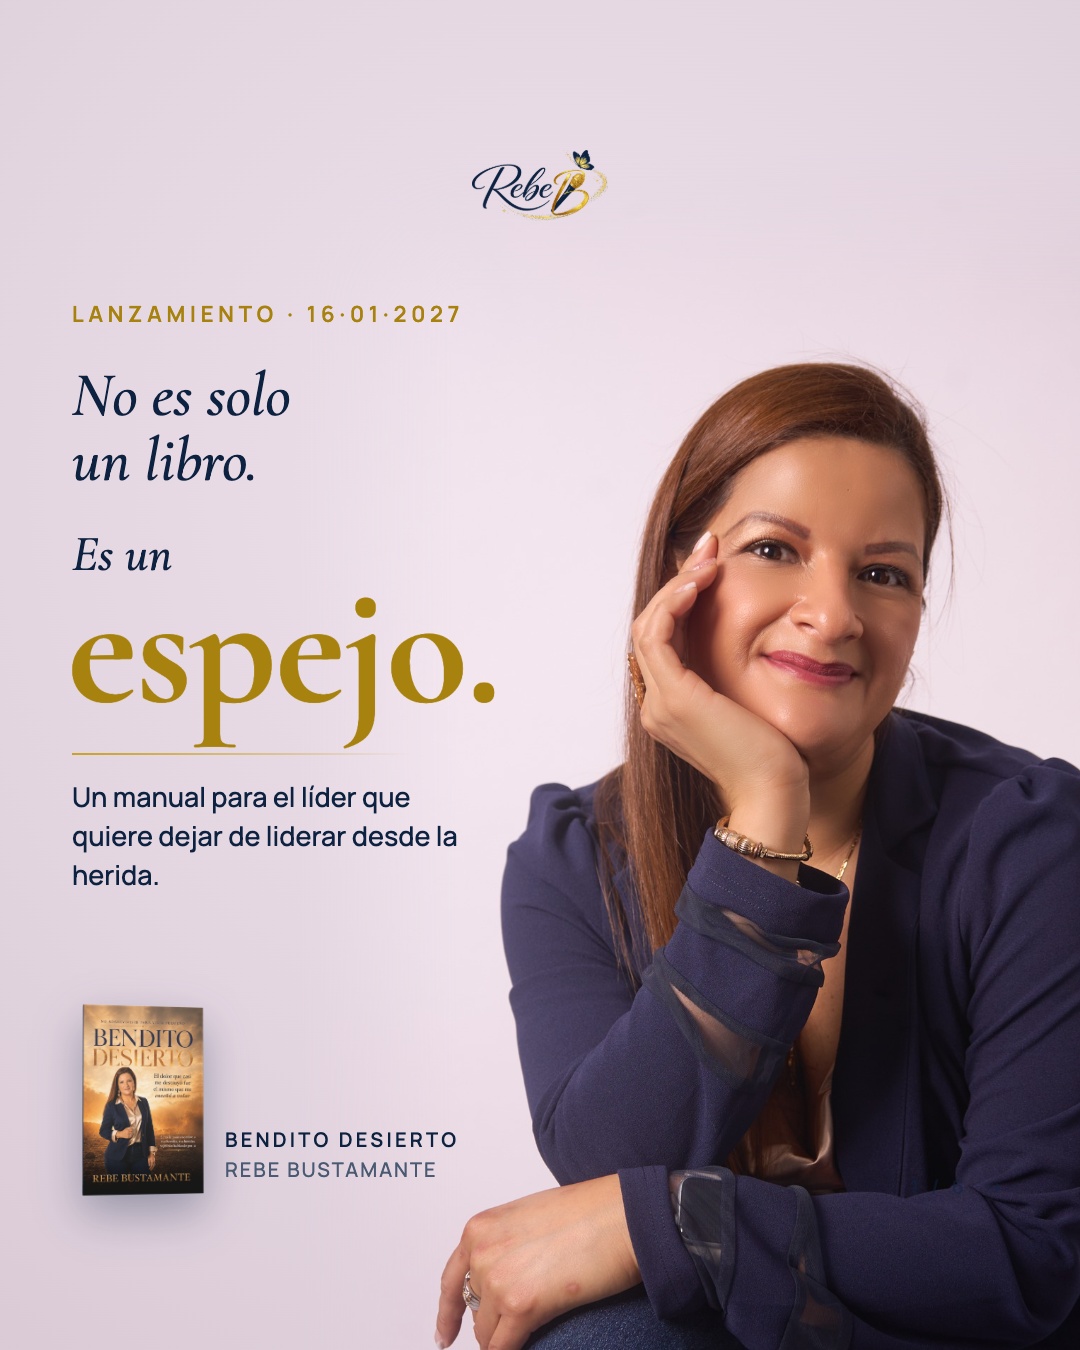 Rebe B
LANZAMIENTO · 16·01·2027
No es solo
un libro.
Es un
espejo.
Un manual para el líder que
quiere dejar de liderar desde la
herida.
BENDITO
DESIERTO
REBE BUSTAMANTE
BENDITO DESIERTO
REBE BUSTAMANTE